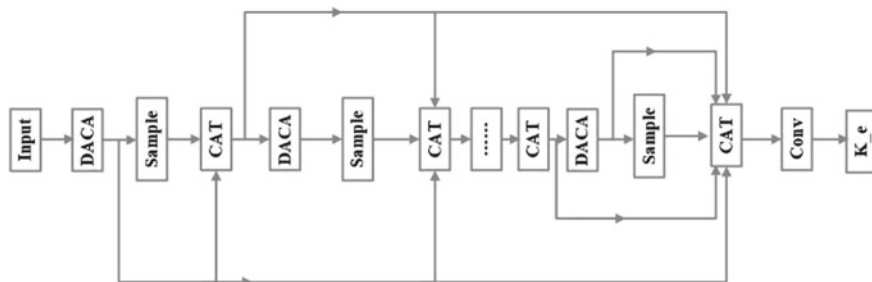 Input
DACA
Sample
CAT
DACA
Sample
CAT
......
CAT
DACA
Sample
CAT
Conv
K_e